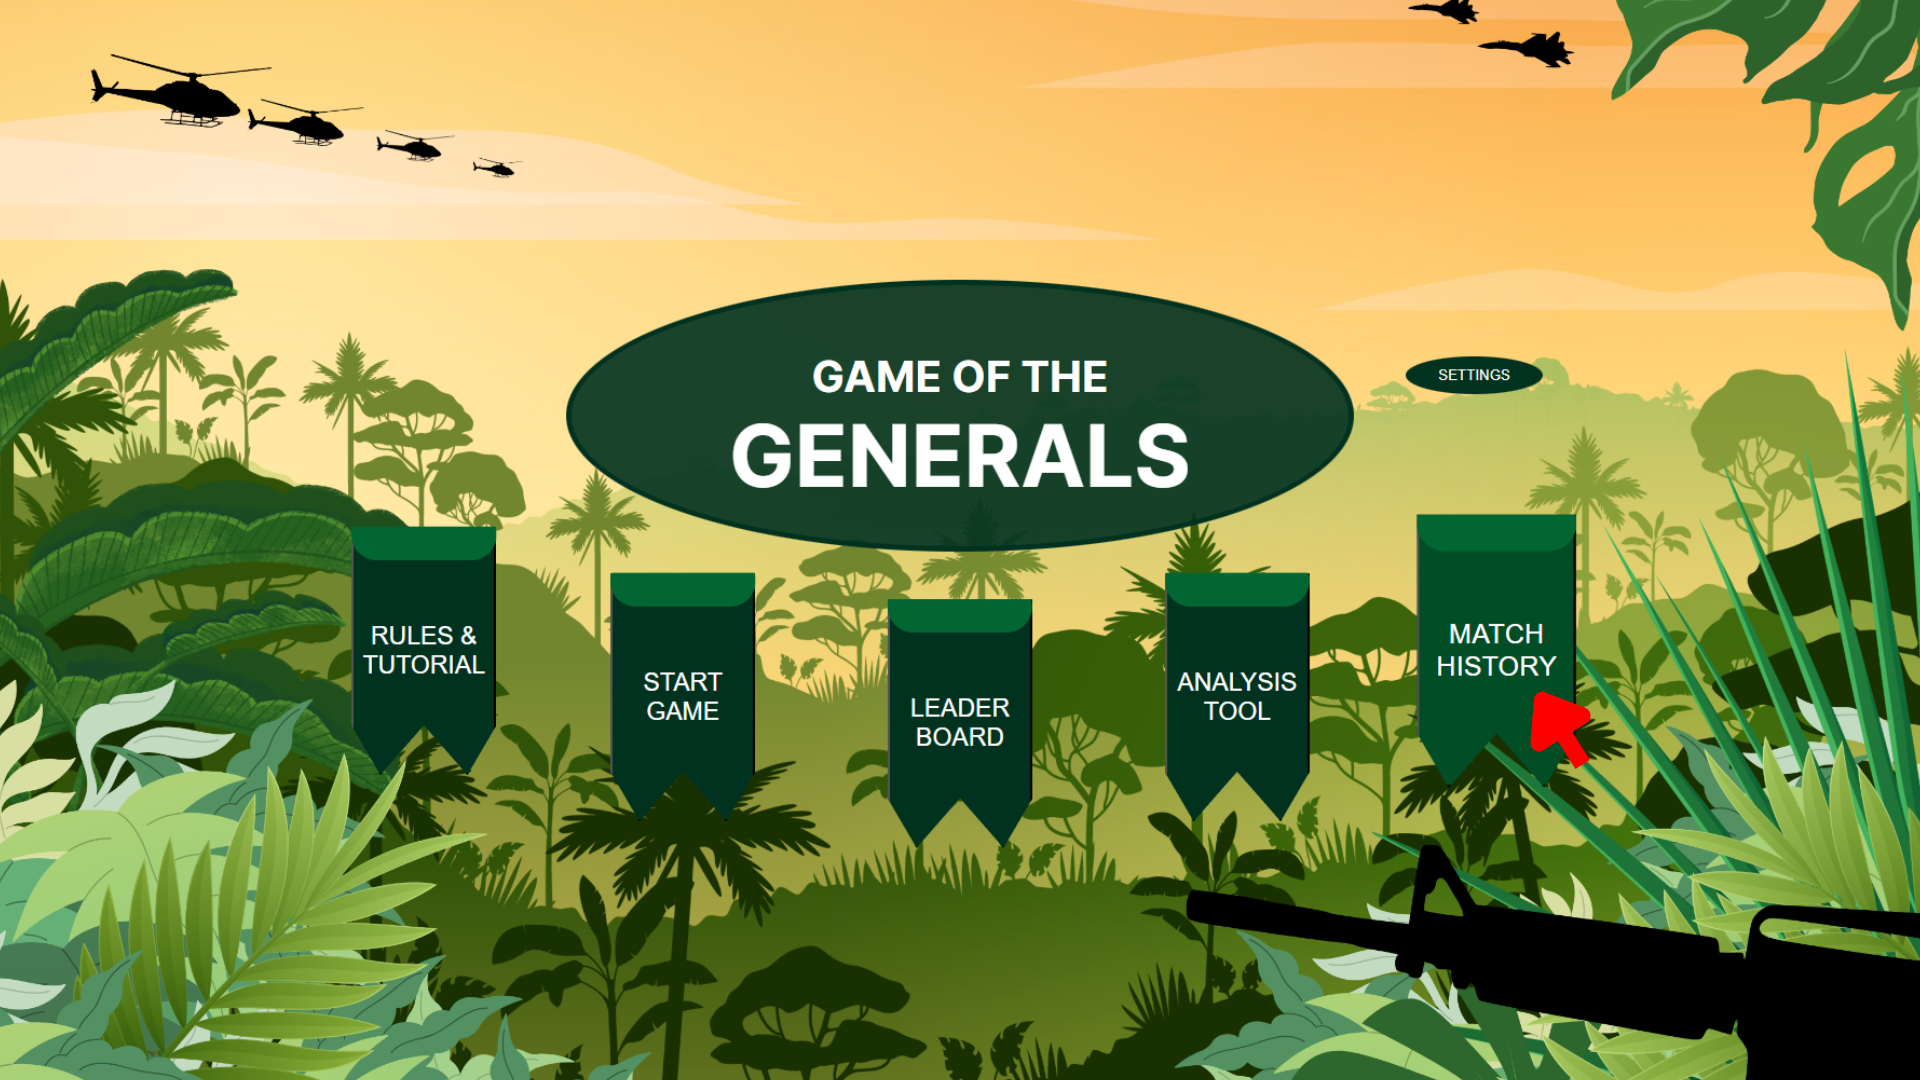 GAME OF THE
GENERALS
SETTINGS
RULES &
TUTORIAL
START
GAME
LEADER
BOARD
ANALYSIS
TOOL
MATCH
HISTORY